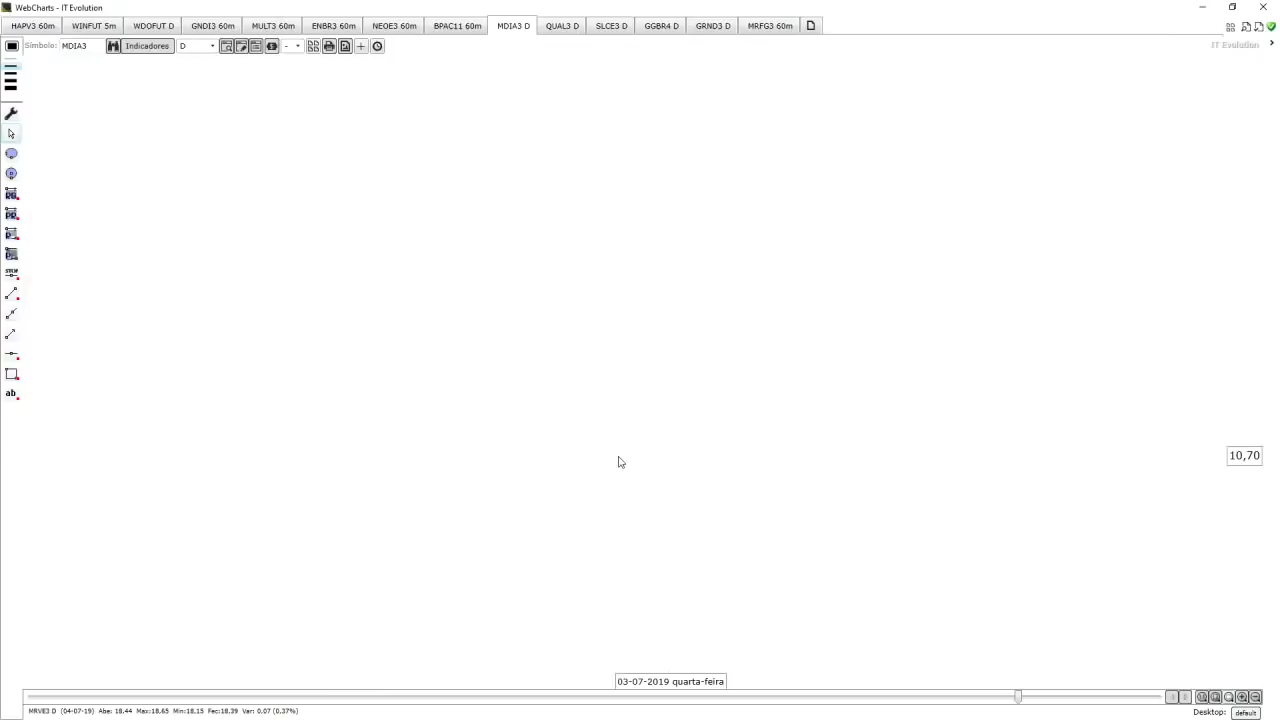 WebCharts - IT Evolution
HAPV3 60m WINFUT 5m WDOFUT D GNDI3 60m MULT3 60m ENBR3 60m NEOE3 60m BPAC11 60m MDIA3 D QUAL3 D SLCE3 D GGBR4 D GRND3 D MRFG3 60m
Símbolo: MDIA3 Indicadores D - IT Evolution
ab
10,70
03-07-2019 quarta-feira
MRVE3 D (04-07-19) Abe: 18.44 Max:18.65 Min:18.15 Fec:18.39 Var: 0.07 (0.37%) Desktop: default